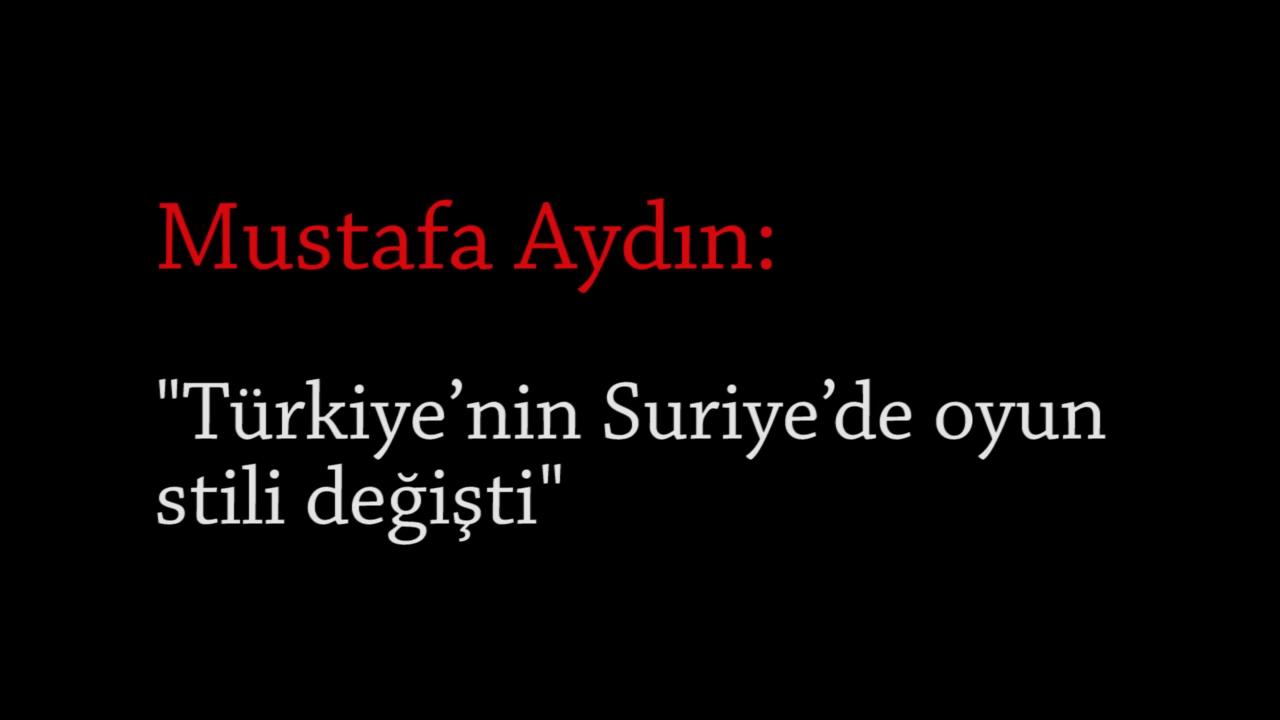 Mustafa Aydın:
"Türkiye’nin Suriye’de oyun
stili değişti"